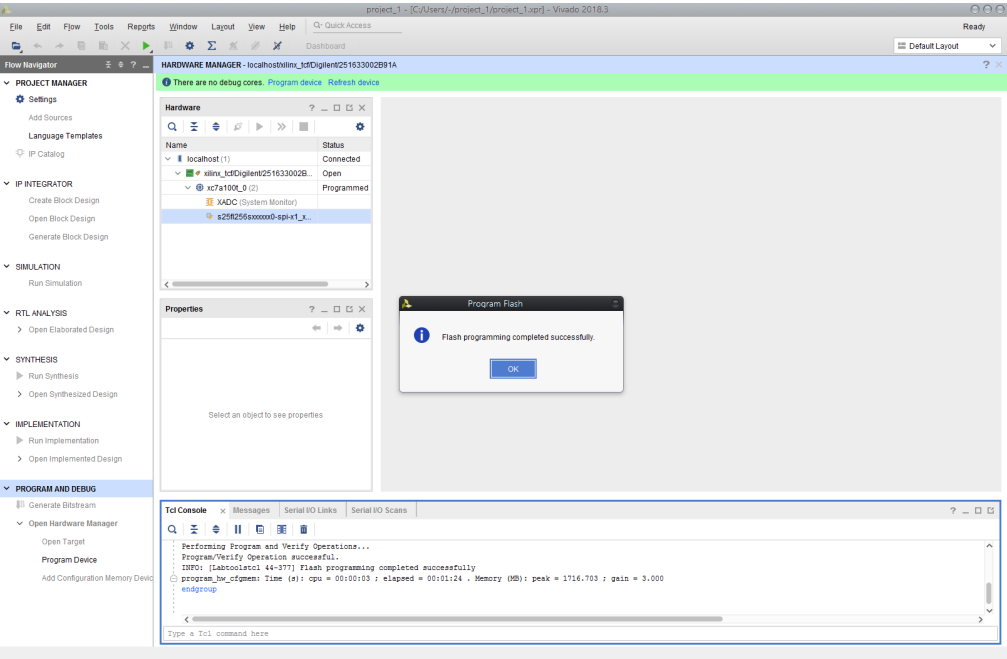 project_1 - [C:/Users/-/project_1/project_1.xpr] - Vivado 2018.3
File Edit Flow Tools Reports Window Layout View Help Q- Quick Access Ready
Dashboard Default Layout
Flow Navigator
HARDWARE MANAGER - localhost/xilinx_tcf/Digilent/251633002B91A
There are no debug cores. Program device Refresh device
PROJECT MANAGER
Settings
Add Sources
Language Templates
IP Catalog
IP INTEGRATOR
Create Block Design
Open Block Design
Generate Block Design
SIMULATION
Run Simulation
RTL ANALYSIS
Open Elaborated Design
SYNTHESIS
Run Synthesis
Open Synthesized Design
IMPLEMENTATION
Run Implementation
Open Implemented Design
PROGRAM AND DEBUG
Generate Bitstream
Open Hardware Manager
Open Target
Program Device
Add Configuration Memory Devic
Hardware
Name Status
localhost (1) Connected
xilinx_tcf/Digilent/251633002B... Open
xc7a100t_0 (2) Programmed
XADC (System Monitor)
s25fl256sxxxxxx0-spi-x1_x...
Properties
Select an object to see properties
Program Flash
Flash programming completed successfully.
OK
Tcl Console Messages Serial I/O Links Serial I/O Scans
Performing Program and Verify Operations...
Program/Verify Operation successful.
INFO: [Labtoolstcl 44-377] Flash programming completed successfully
program_hw_cfgmem: Time (s): cpu = 00:00:03 ; elapsed = 00:01:24 . Memory (MB): peak = 1716.703 ; gain = 3.000
endgroup
Type a Tcl command here